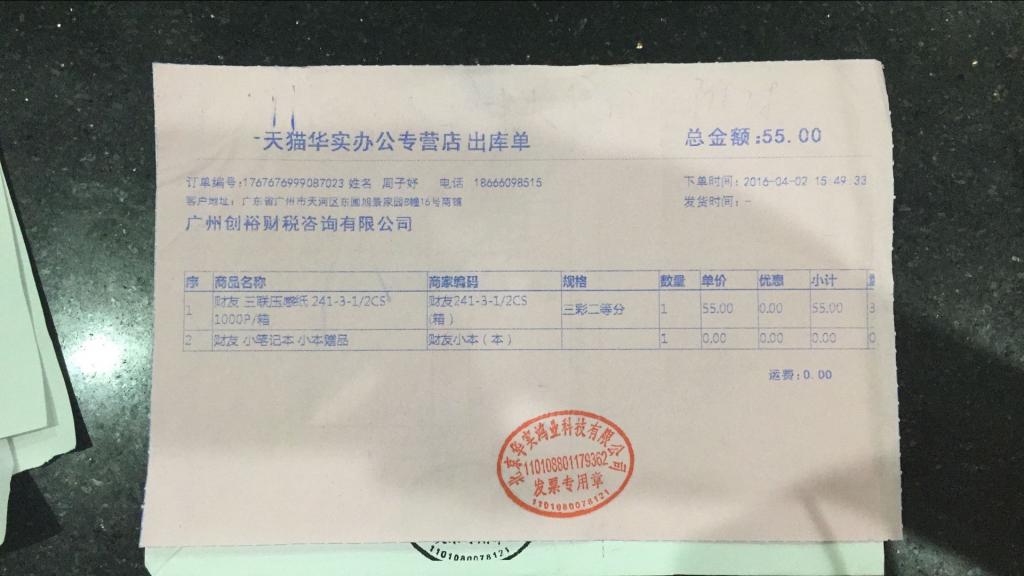 天猫华实办公专营店 出库单
总金额:55.00
订单编号:1767676999087023 姓名 周子妤 电话 18666098515
下单时间: 2016-04-02 15:49:33
客户地址: 广东省广州市天河区东圃旭景家园B幢16号商铺
发货时间: -
广州创裕财税咨询有限公司
序 商品名称 商家编码 规格 数量 单价 优惠 小计
1 财友 三联压感纸 241-3-1/2CS 1000P/箱 财友241-3-1/2CS (箱) 三彩二等分 1 55.00 0.00 55.00 3
2 财友 小笔记本 小本赠品 财友小本(本) 1 0.00 0.00 0.00 0
运费:0.00
北京华实鸿业科技有限公司
110108801179362
发票专用章
1101080078121
1101080078121